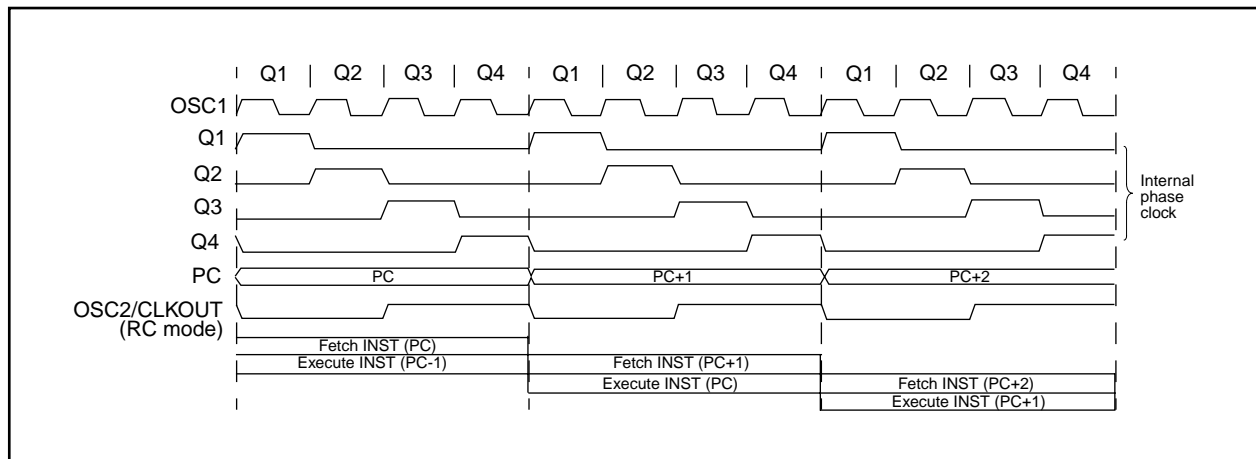 Q1 Q2 Q3 Q4 Q1 Q2 Q3 Q4 Q1 Q2 Q3 Q4
OSC1
Q1
Q2
Q3
Q4
Internal
phase
clock
PC PC PC+1 PC+2
OSC2/CLKOUT
(RC mode)
Fetch INST (PC)
Execute INST (PC-1) Fetch INST (PC+1)
Execute INST (PC) Fetch INST (PC+2)
Execute INST (PC+1)